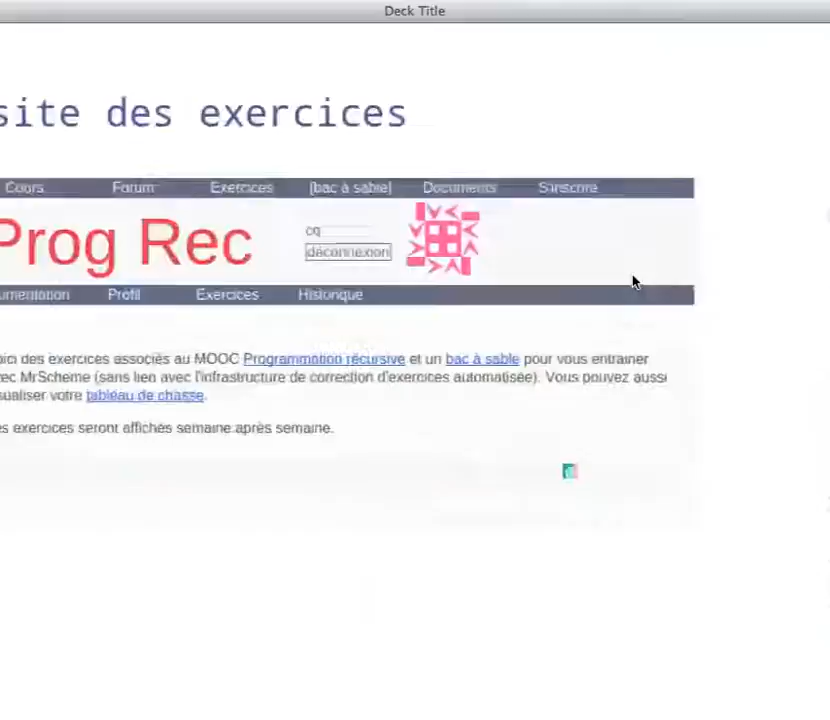 Deck Title
site des exercices
Cours Forum Exercices [bac à sable] Documents S'inscrire
Prog Rec
cq
déconnexion
umentation Profil Exercices Historique
ici des exercices associés au MOOC Programmation récursive et un bac à sable pour vous entrainer
ec MrScheme (sans lien avec l'infrastructure de correction d'exercices automatisée). Vous pouvez aussi
sualiser votre tableau de chasse.
es exercices seront affichés semaine après semaine.